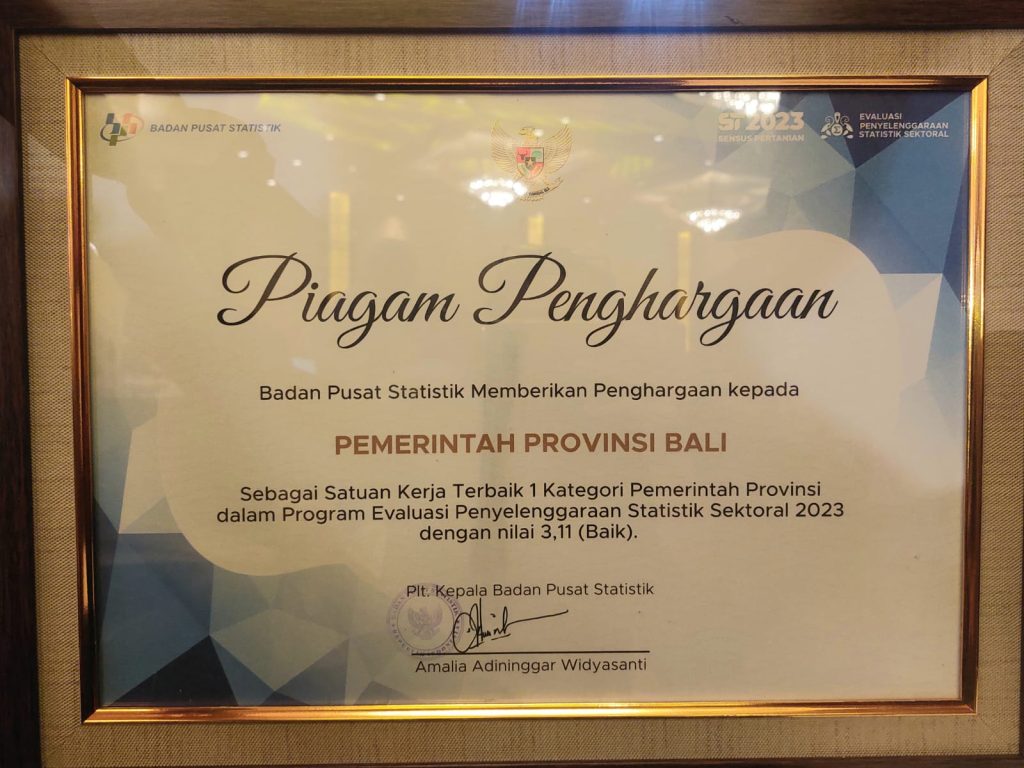 BADAN PUSAT STATISTIK
ST 2023
SENSUS PERTANIAN
EVALUASI
PENYELENGGARAAN
STATISTIK SEKTORAL
Piagam Penghargaan
Badan Pusat Statistik Memberikan Penghargaan kepada
PEMERINTAH PROVINSI BALI
Sebagai Satuan Kerja Terbaik 1 Kategori Pemerintah Provinsi
dalam Program Evaluasi Penyelenggaraan Statistik Sektoral 2023
dengan nilai 3,11 (Baik).
Plt. Kepala Badan Pusat Statistik
Amalia Adininggar Widyasanti